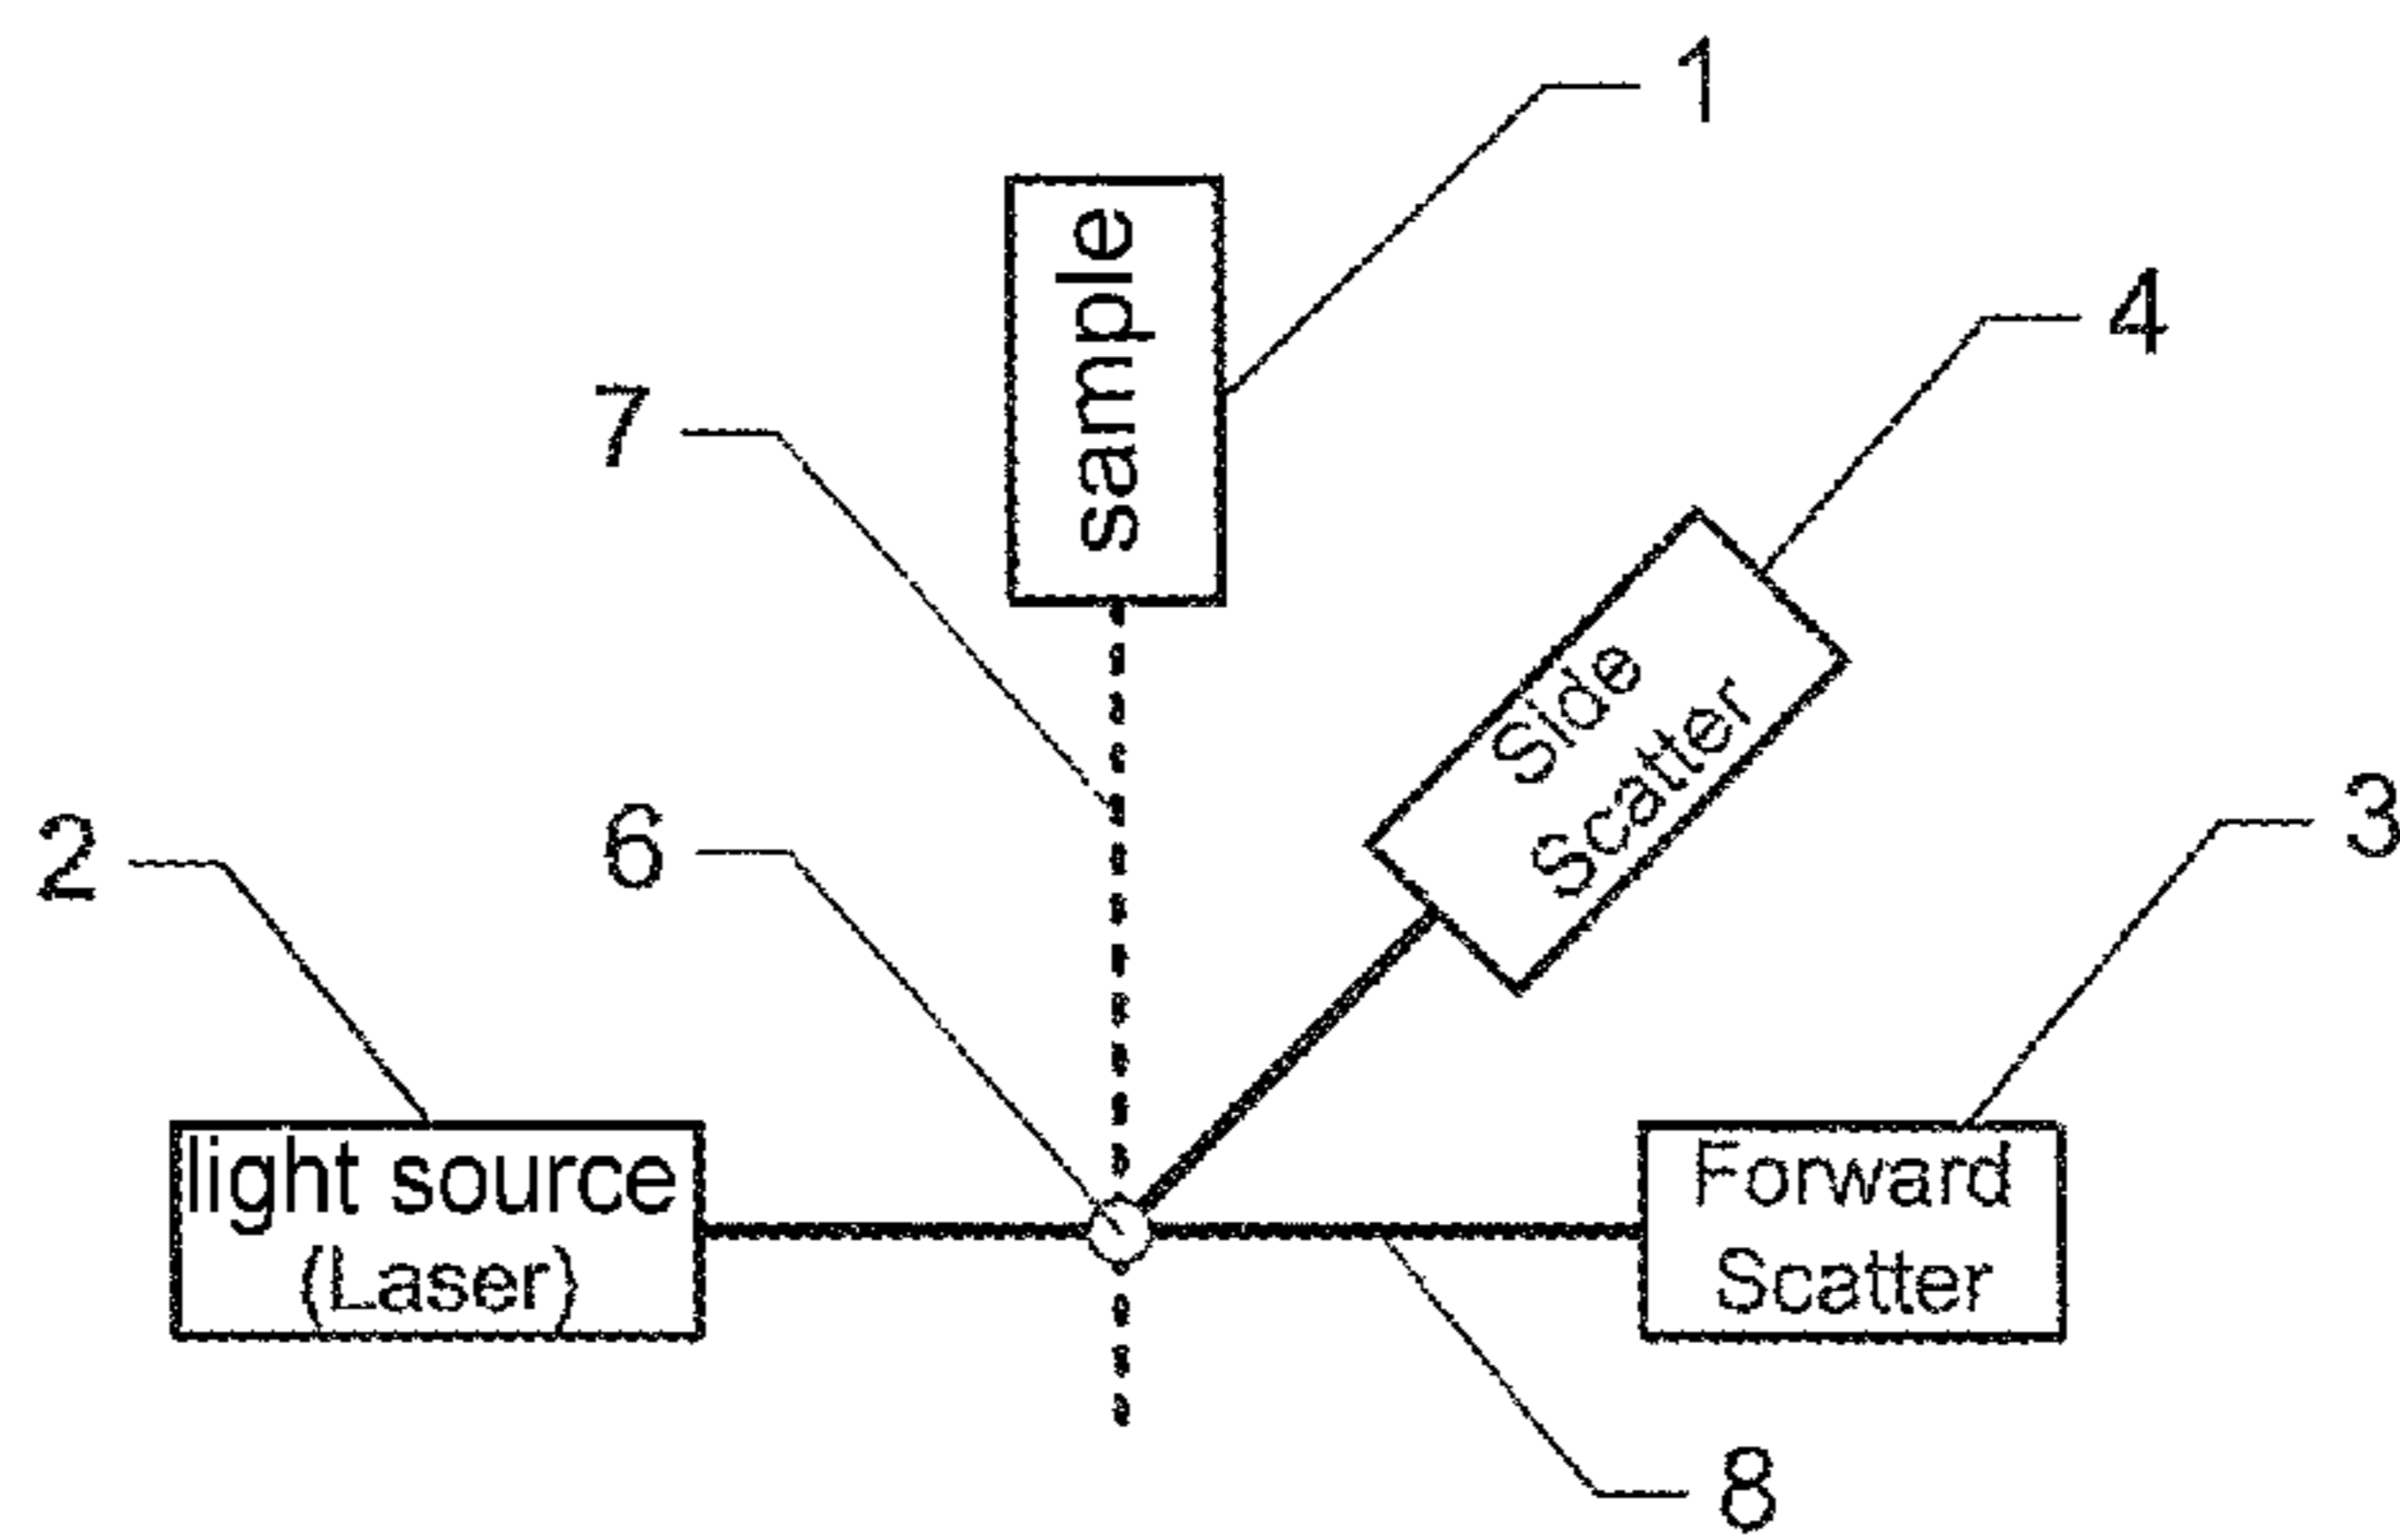 1
sample
4
7
Side
Scatter
2
6
3
light source
(Laser)
Forward
Scatter
8